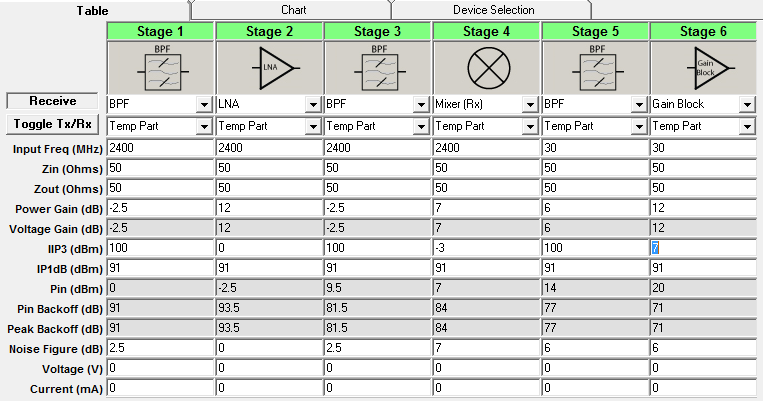 Table Chart Device Selection
Stage 1 Stage 2 Stage 3 Stage 4 Stage 5 Stage 6
BPF LNA BPF BPF Gain Block
Receive BPF LNA BPF Mixer (Rx) BPF Gain Block
Toggle Tx/Rx Temp Part Temp Part Temp Part Temp Part Temp Part Temp Part
Input Freq (MHz) 2400 2400 2400 2400 30 30
Zin (Ohms) 50 50 50 50 50 50
Zout (Ohms) 50 50 50 50 50 50
Power Gain (dB) -2.5 12 -2.5 7 6 12
Voltage Gain (dB) -2.5 12 -2.5 7 6 12
IIP3 (dBm) 100 0 100 -3 100 7
IP1dB (dBm) 91 91 91 91 91 91
Pin (dBm) 0 -2.5 9.5 7 14 20
Pin Backoff (dB) 91 93.5 81.5 84 77 71
Peak Backoff (dB) 91 93.5 81.5 84 77 71
Noise Figure (dB) 2.5 0 2.5 7 6 6
Voltage (V) 0 0 0 0 0 0
Current (mA) 0 0 0 0 0 0